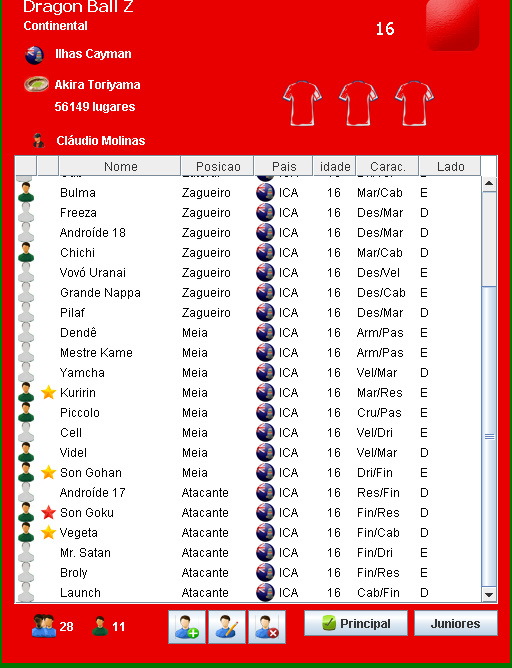 Dragon Ball Z
Continental
16
Ilhas Cayman
Akira Toriyama
56149 lugares
Cláudio Molinas
Nome Posicao Pais idade Carac. Lado
Bulma Zagueiro ICA 16 Mar/Cab E
Freeza Zagueiro ICA 16 Des/Mar D
Androíde 18 Zagueiro ICA 16 Des/Mar D
Chichi Zagueiro ICA 16 Mar/Cab D
Vovó Uranai Zagueiro ICA 16 Des/Vel E
Grande Nappa Zagueiro ICA 16 Des/Cab E
Pilaf Zagueiro ICA 16 Des/Mar D
Dendê Meia ICA 16 Arm/Pas E
Mestre Kame Meia ICA 16 Arm/Pas E
Yamcha Meia ICA 16 Vel/Mar D
Kuririn Meia ICA 16 Mar/Res E
Piccolo Meia ICA 16 Cru/Pas D
Cell Meia ICA 16 Vel/Dri E
Videl Meia ICA 16 Vel/Mar D
Son Gohan Meia ICA 16 Dri/Fin E
Androíde 17 Atacante ICA 16 Res/Fin D
Son Goku Atacante ICA 16 Fin/Res D
Vegeta Atacante ICA 16 Fin/Cab D
Mr. Satan Atacante ICA 16 Fin/Dri E
Broly Atacante ICA 16 Fin/Res E
Launch Atacante ICA 16 Cab/Fin D
28 11 Principal Juniores